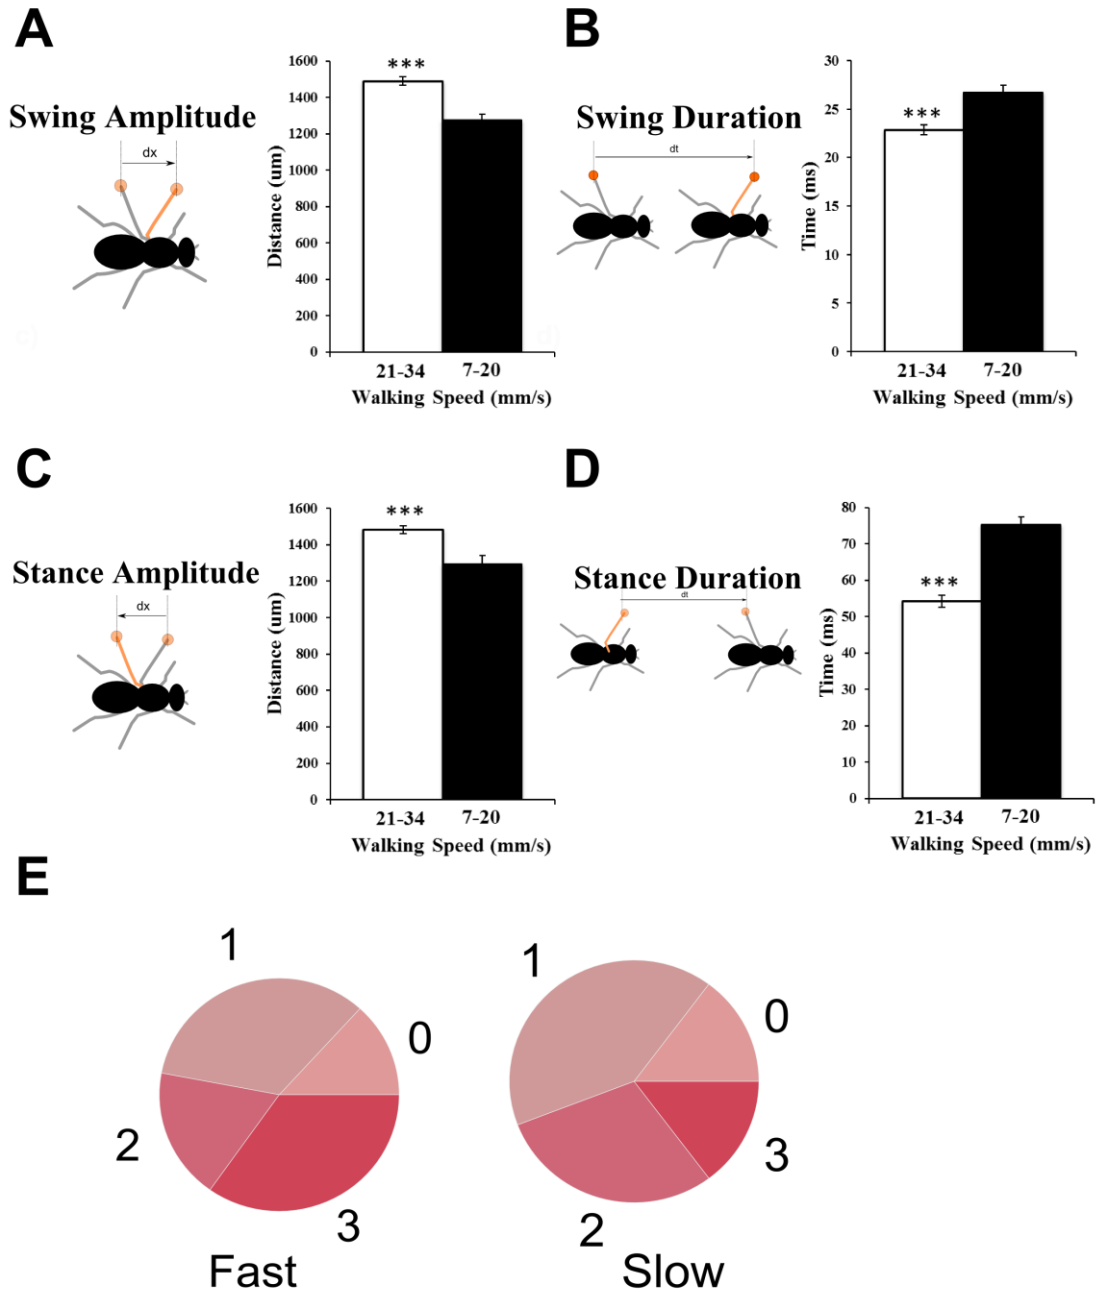 A
Swing Amplitude
dx
Distance (um)
1600
1400
1200
1000
800
600
400
200
0
***
21-34
7-20
Walking Speed (mm/s)
B
Swing Duration
dt
Time (ms)
30
25
20
15
10
5
0
***
21-34
7-20
Walking Speed (mm/s)
c)
d)
C
Stance Amplitude
dx
Distance (um)
1600
1400
1200
1000
800
600
400
200
0
***
21-34
7-20
Walking Speed (mm/s)
D
Stance Duration
dt
Time (ms)
80
70
60
50
40
30
20
10
0
***
21-34
7-20
Walking Speed (mm/s)
E
1
0
2
3
Fast
1
0
3
2
Slow